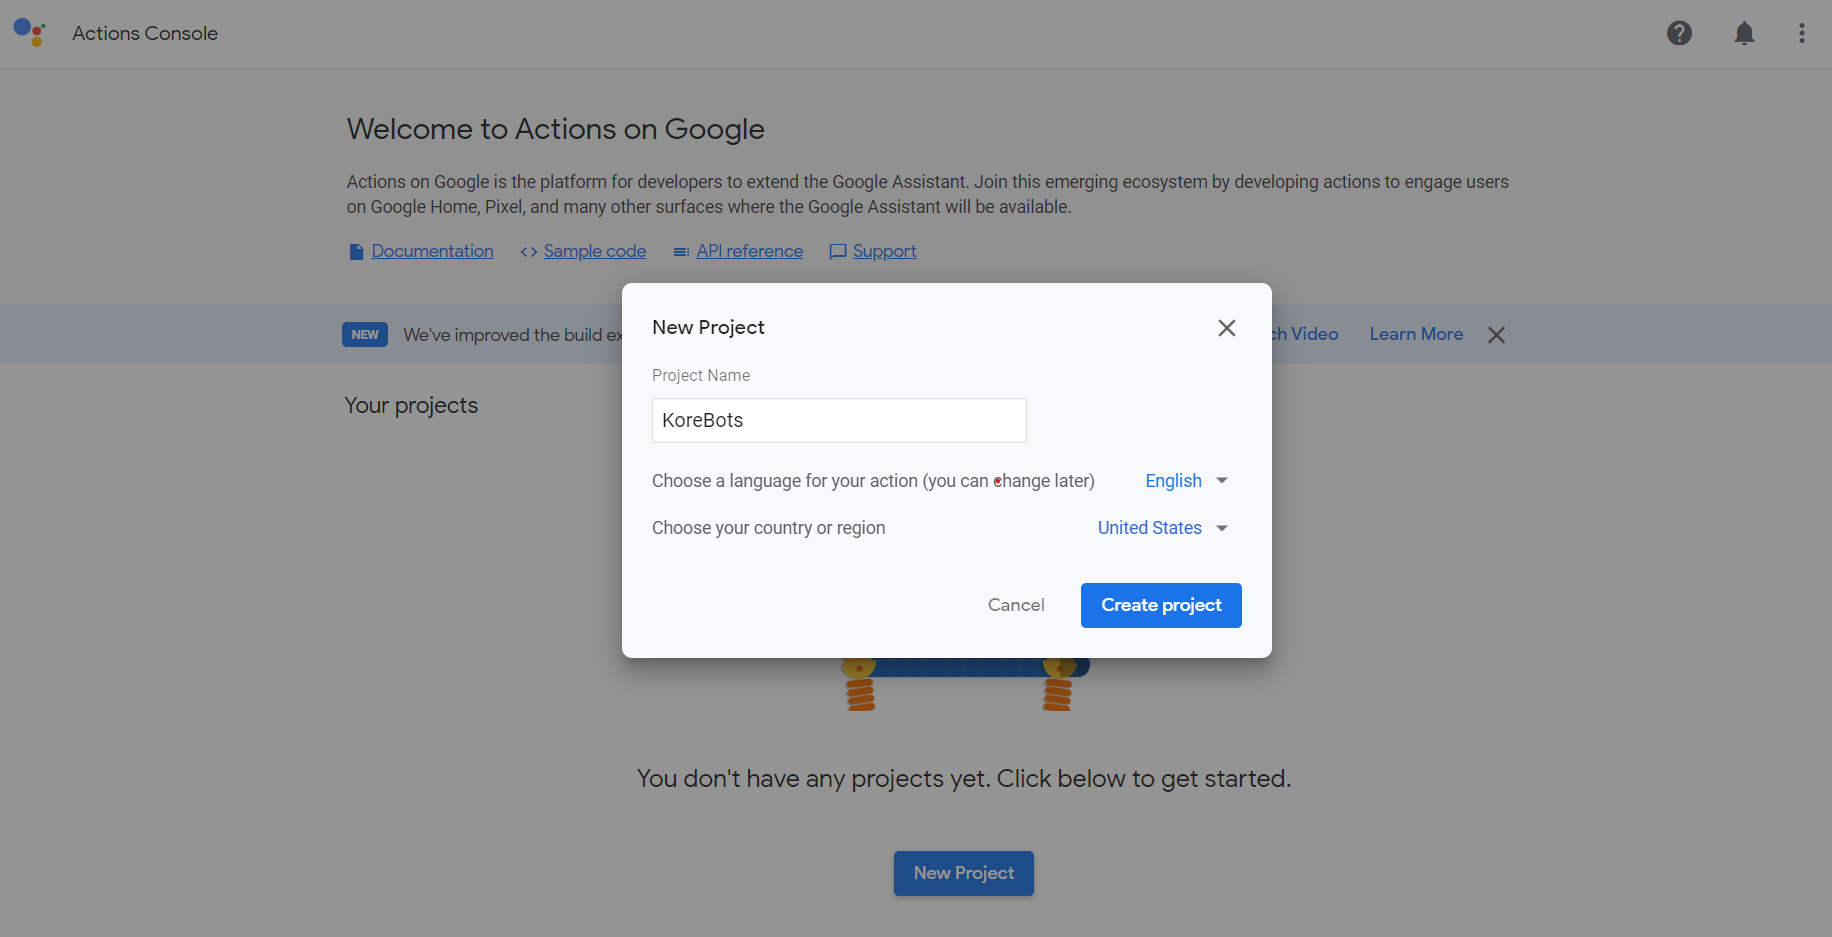 Actions Console
Welcome to Actions on Google
Actions on Google is the platform for developers to extend the Google Assistant. Join this emerging ecosystem by developing actions to engage users
on Google Home, Pixel, and many other surfaces where the Google Assistant will be available.
Documentation Sample code API reference Support
NEW We've improved the build Video Learn More
Your projects
New Project
Project Name
KoreBots
Choose a language for your action (you can change later) English
Choose your country or region United States
Cancel Create project
You don't have any projects yet. Click below to get started.
New Project